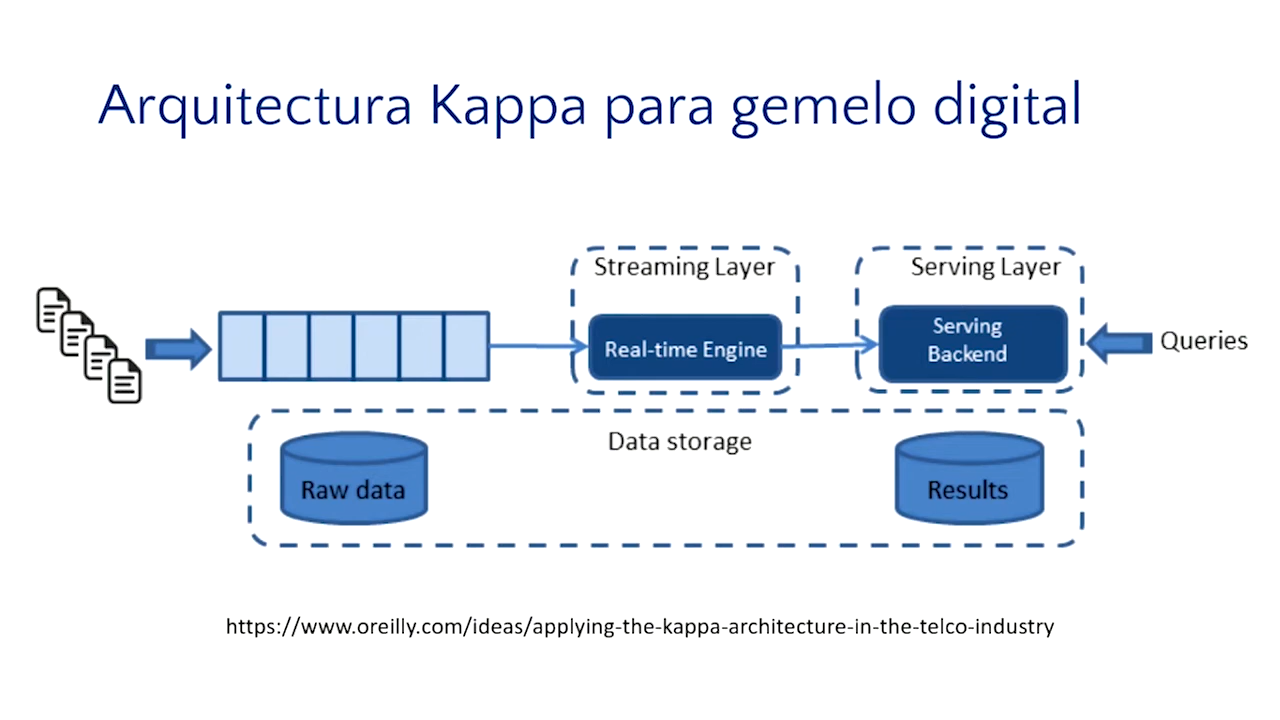 Arquitectura Kappa para gemelo digital
Streaming Layer
Serving Layer
Real-time Engine
Serving
Backend
Queries
Data storage
Raw data
Results
https://www.oreilly.com/ideas/applying-the-kappa-architecture-in-the-telco-industry